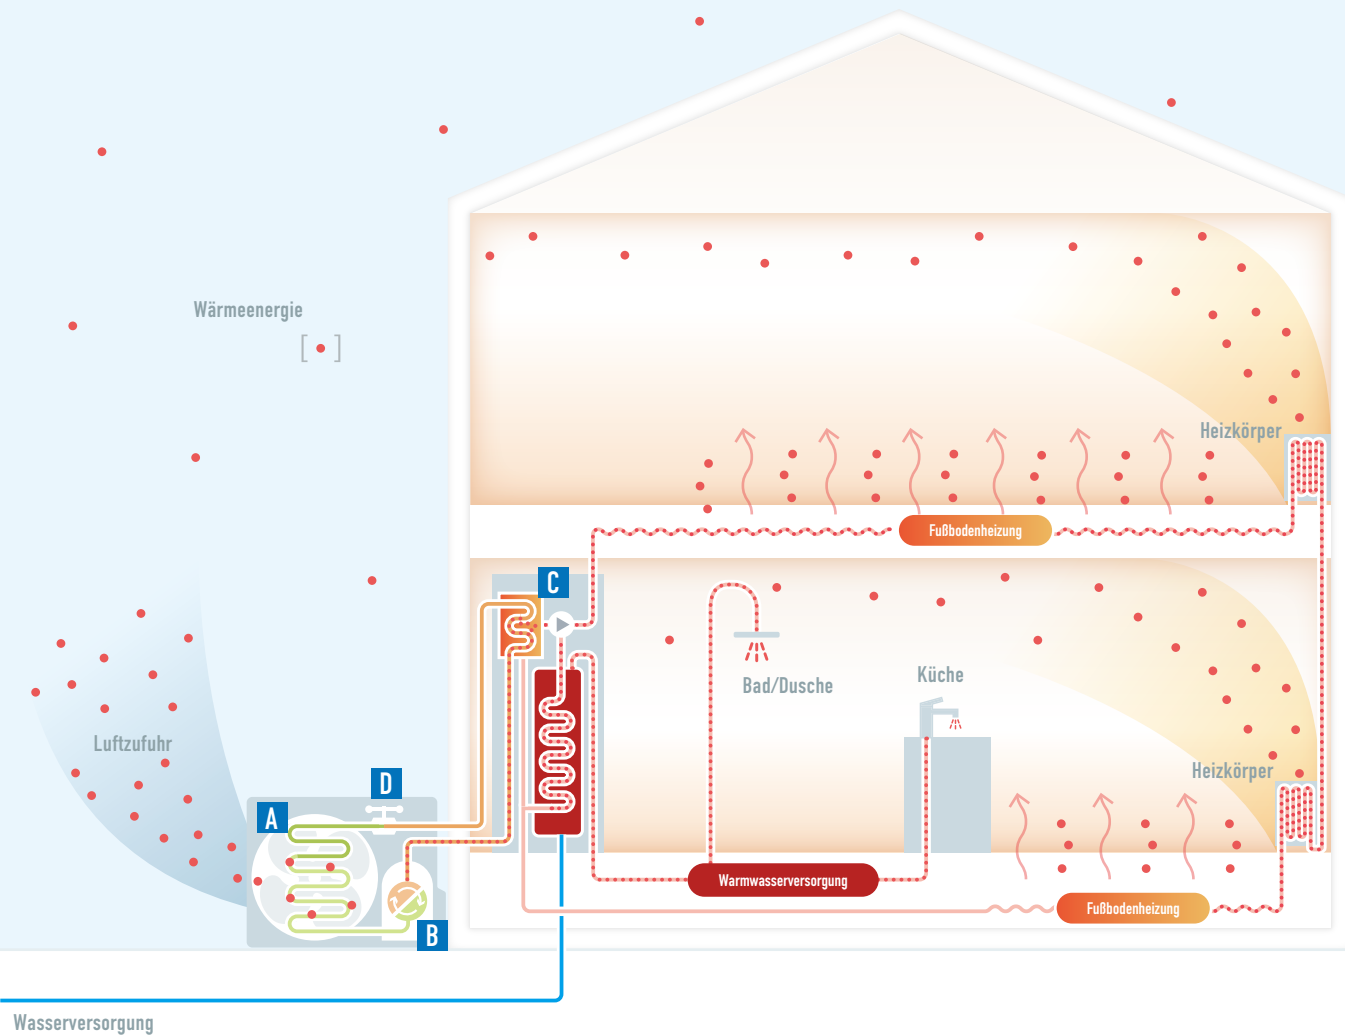 Wärmeenergie
Heizkörper
Fußbodenheizung
C
Bad/Dusche
Küche
Luftzufuhr
Heizkörper
D
A
Warmwasserversorgung
Fußbodenheizung
B
Wasserversorgung